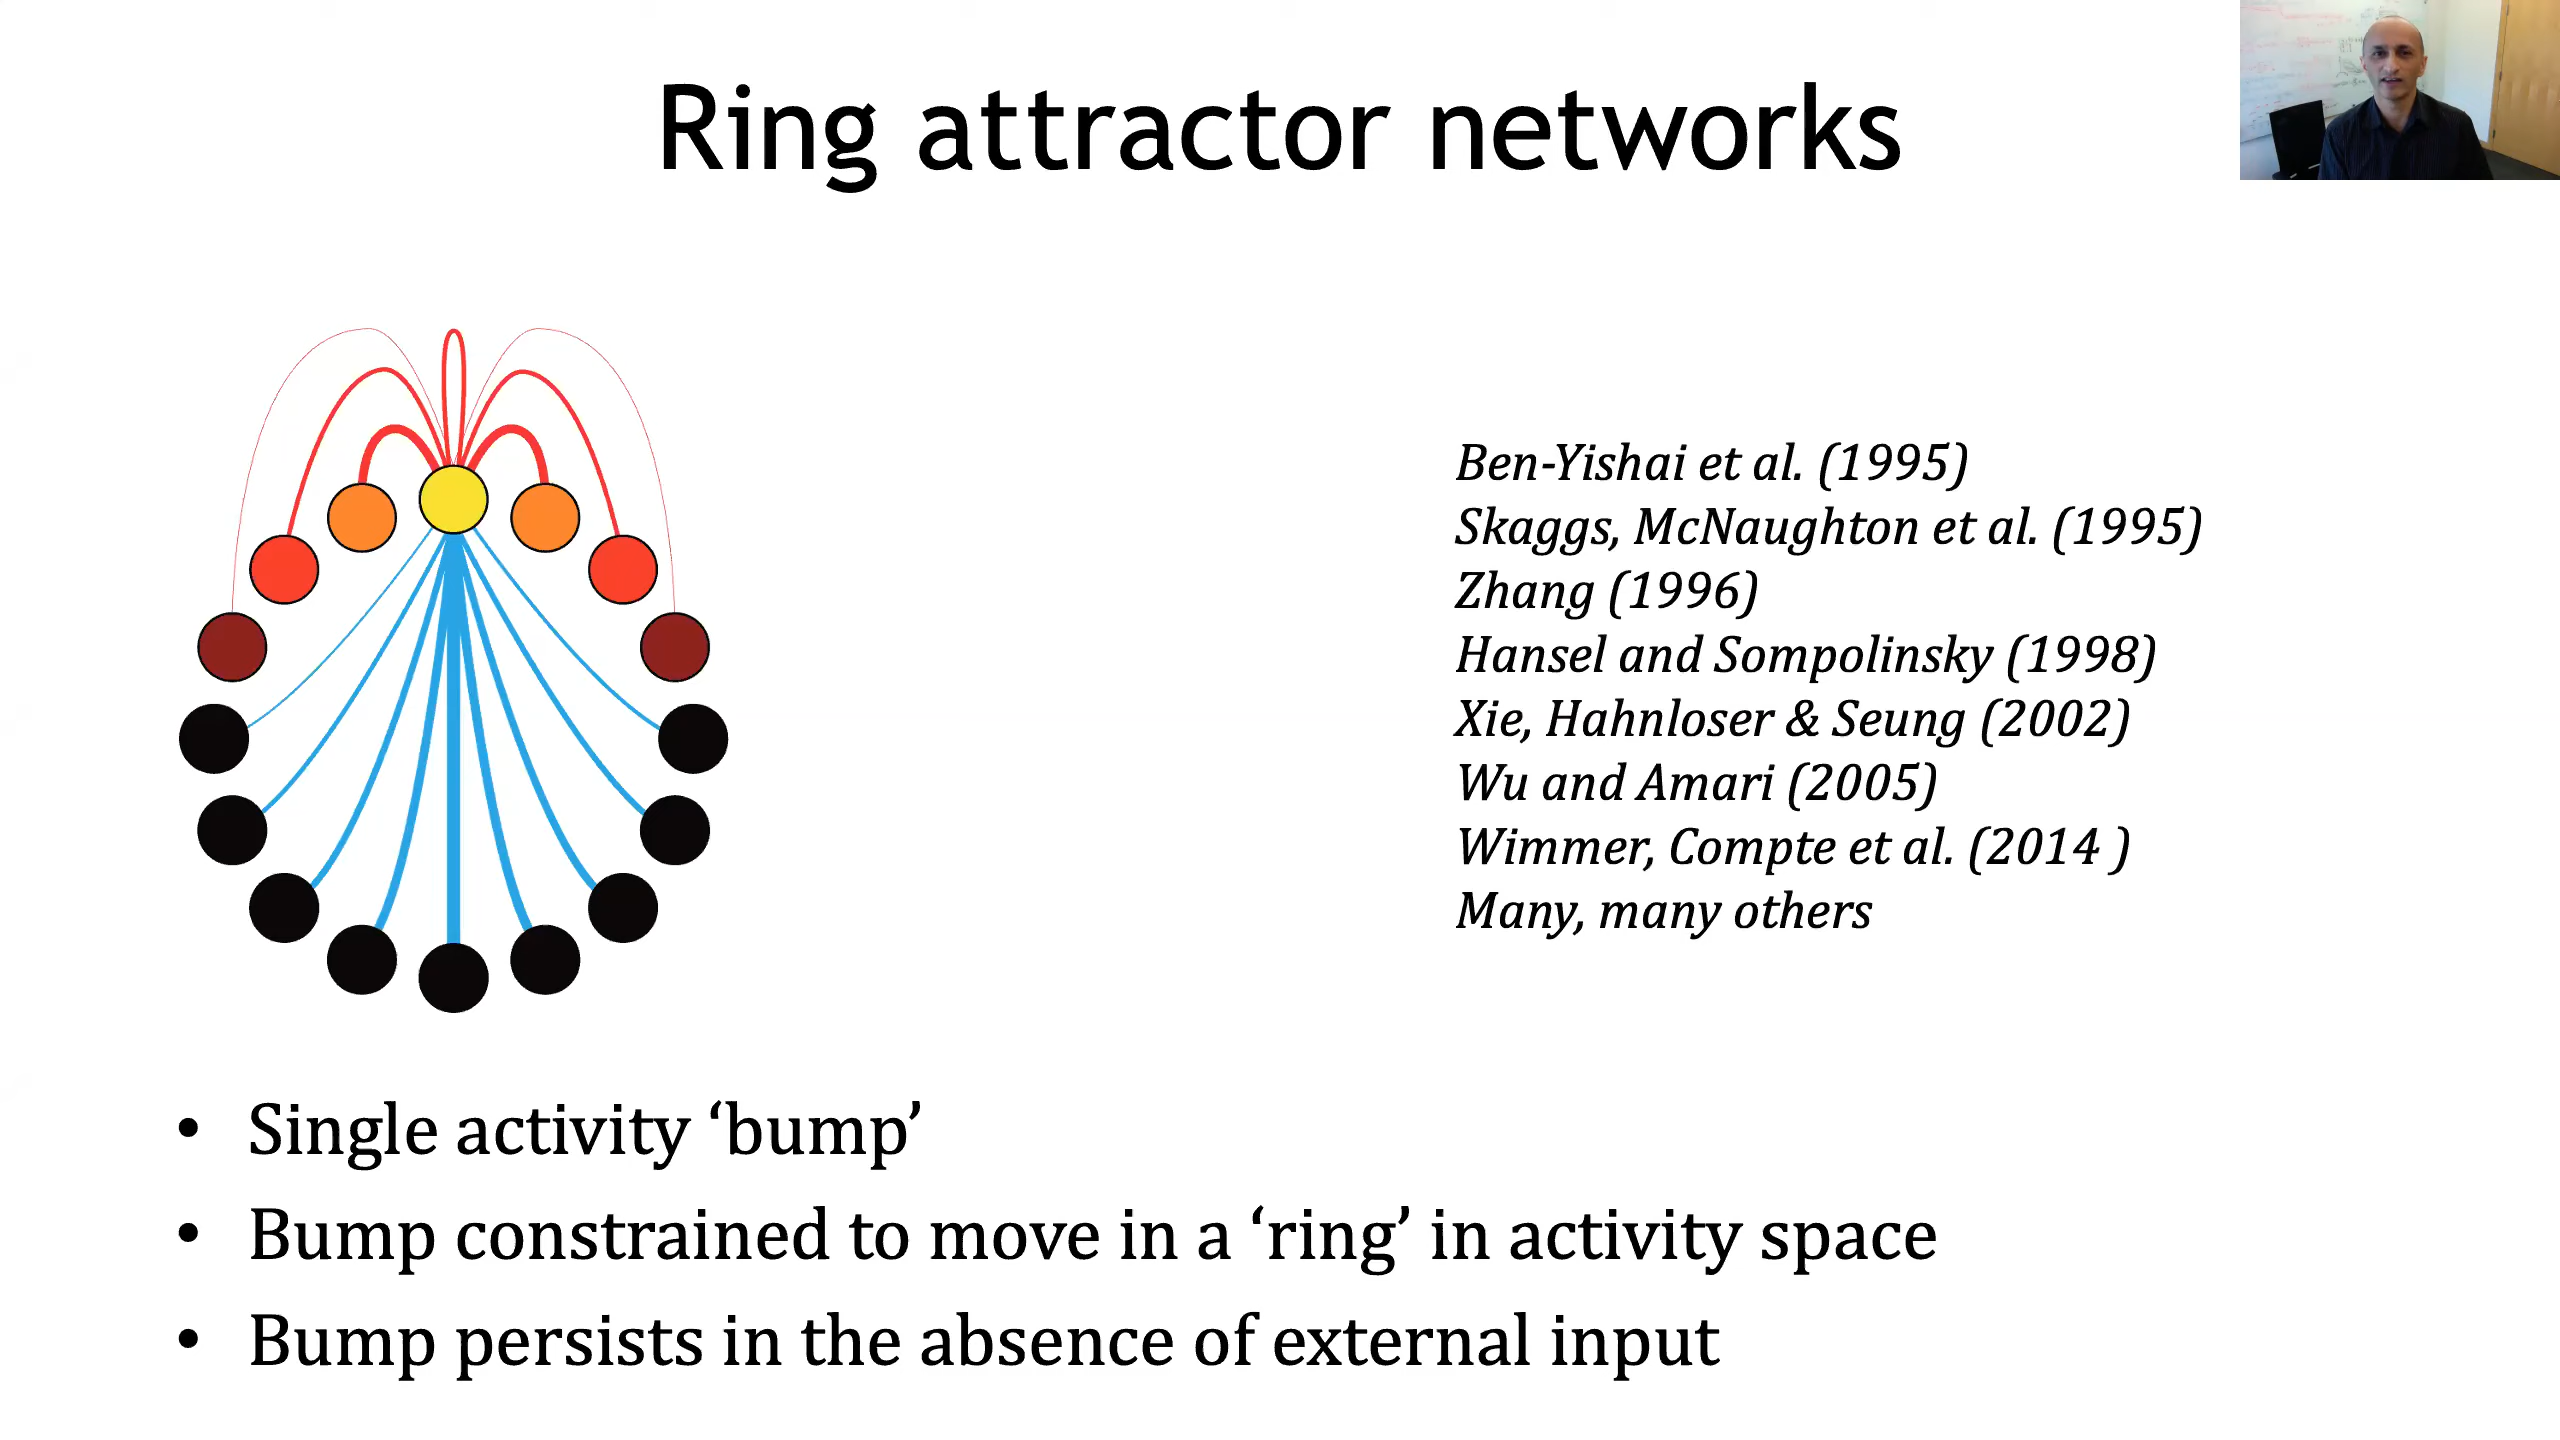 Ring attractor networks
Ben-Yishai et al. (1995)
Skaggs, McNaughton et al. (1995)
Zhang (1996)
Hansel and Sompolinsky (1998)
Xie, Hahnloser & Seung (2002)
Wu and Amari (2005)
Wimmer, Compte et al. (2014 )
Many, many others
• Single activity ‘bump’
• Bump constrained to move in a ‘ring’ in activity space
• Bump persists in the absence of external input